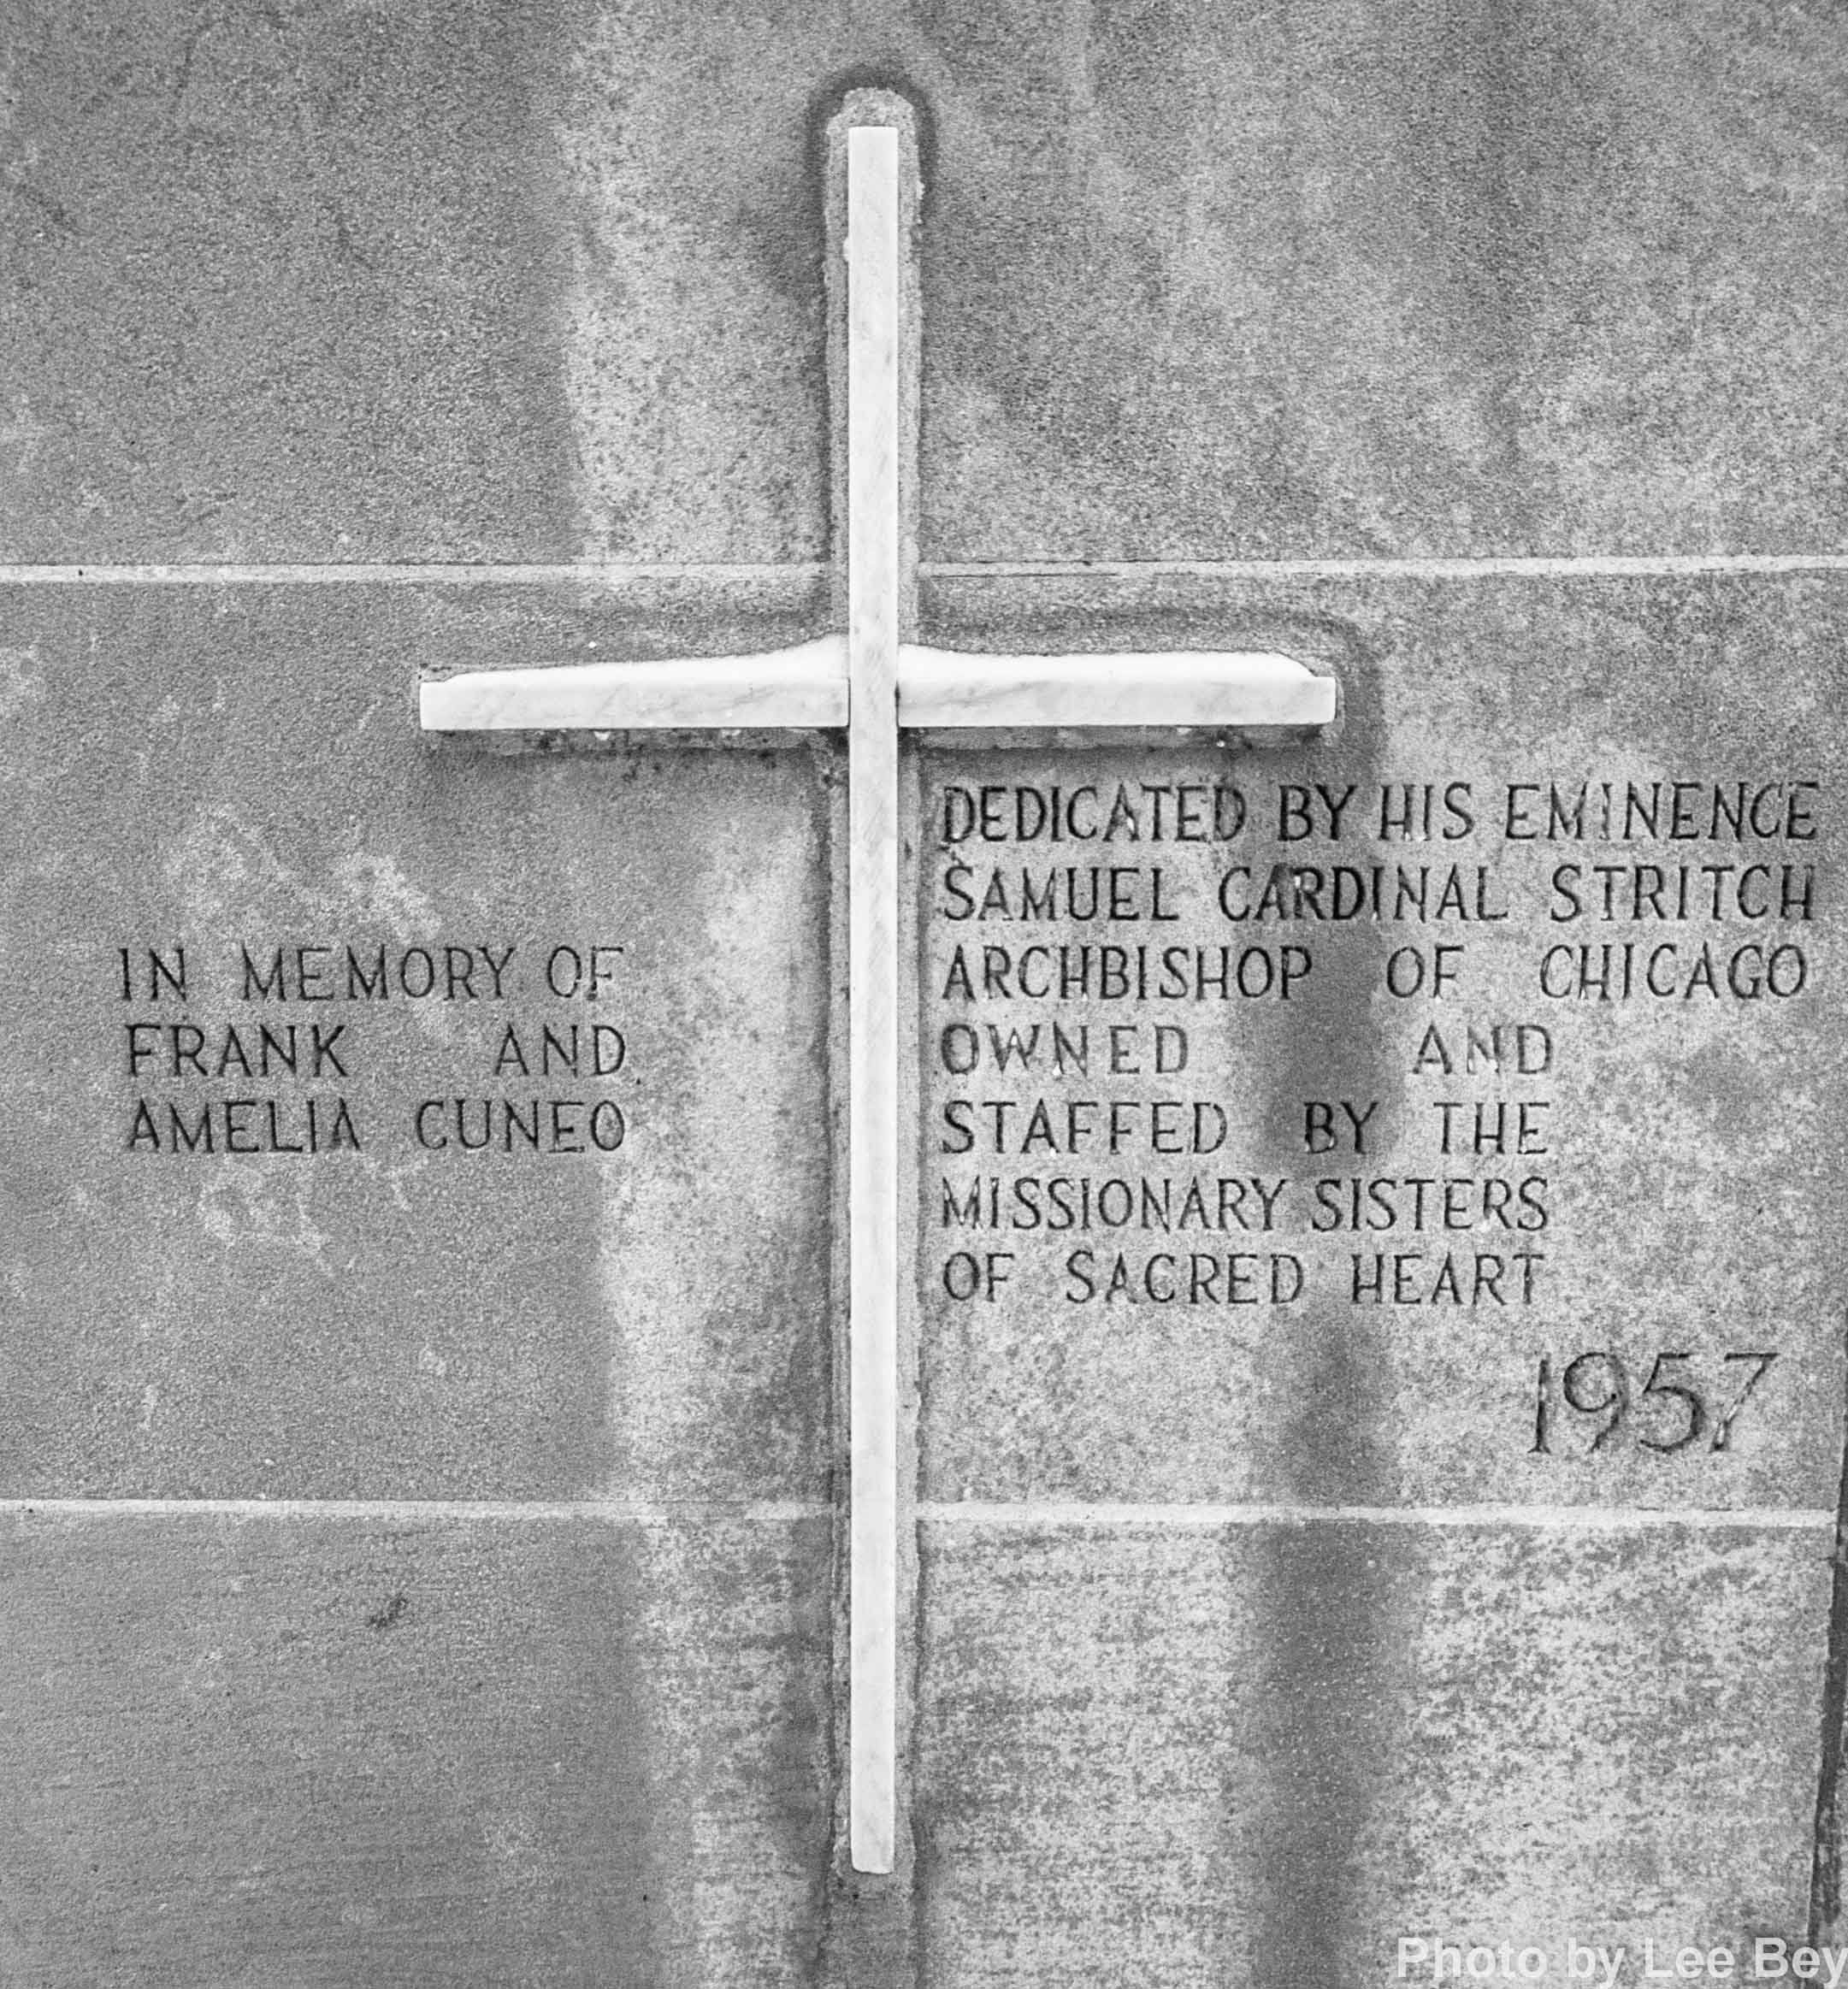 IN MEMORY OF
FRANK AND
AMELIA CUNEO
DEDICATED BY HIS EMINENCE
SAMUEL CARDINAL STRITCH
ARCHBISHOP OF CHICAGO
OWNED AND
STAFFED BY THE
MISSIONARY SISTERS
OF SACRED HEART
1957
Photo by Lee Bey